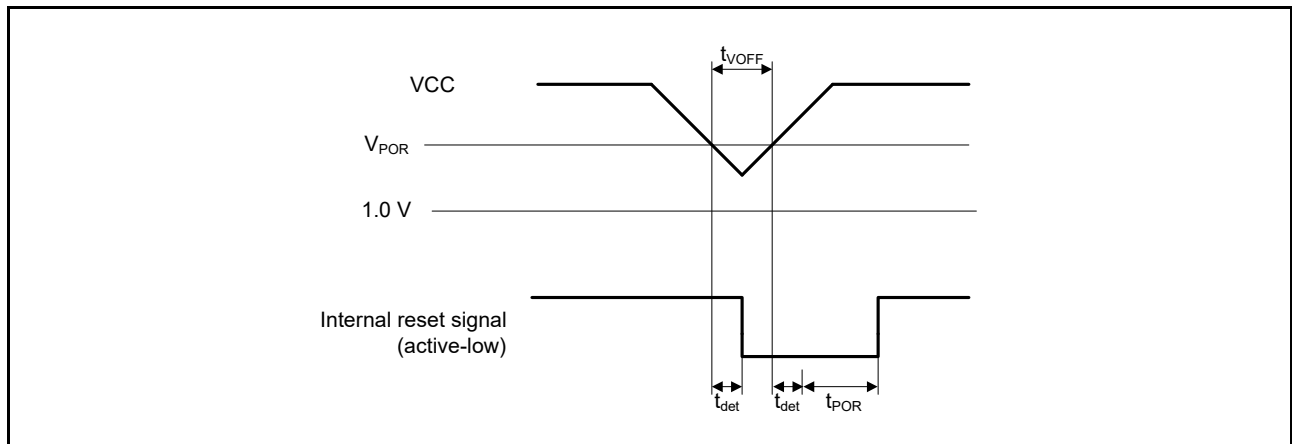 tVOFF
VCC
VPOR
1.0 V
Internal reset signal
(active-low)
tdet
tdet
tPOR